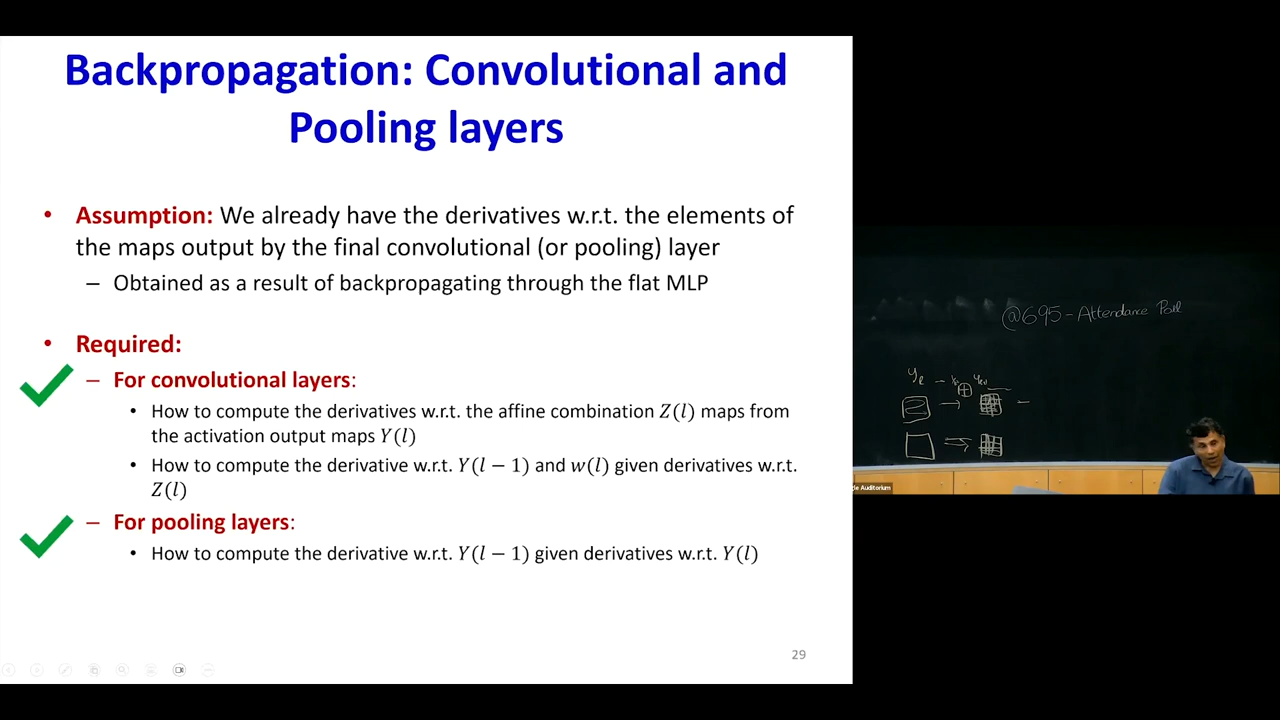 Backpropagation: Convolutional and
Pooling layers
• Assumption: We already have the derivatives w.r.t. the elements of
the maps output by the final convolutional (or pooling) layer
– Obtained as a result of backpropagating through the flat MLP
• Required:
– For convolutional layers:
• How to compute the derivatives w.r.t. the affine combination Z(l) maps from
the activation output maps Y(l)
• How to compute the derivative w.r.t. Y(l − 1) and w(l) given derivatives w.r.t.
Z(l)
– For pooling layers:
• How to compute the derivative w.r.t. Y(l − 1) given derivatives w.r.t. Y(l)
29
@695 - Attendance Poll
Auditorium